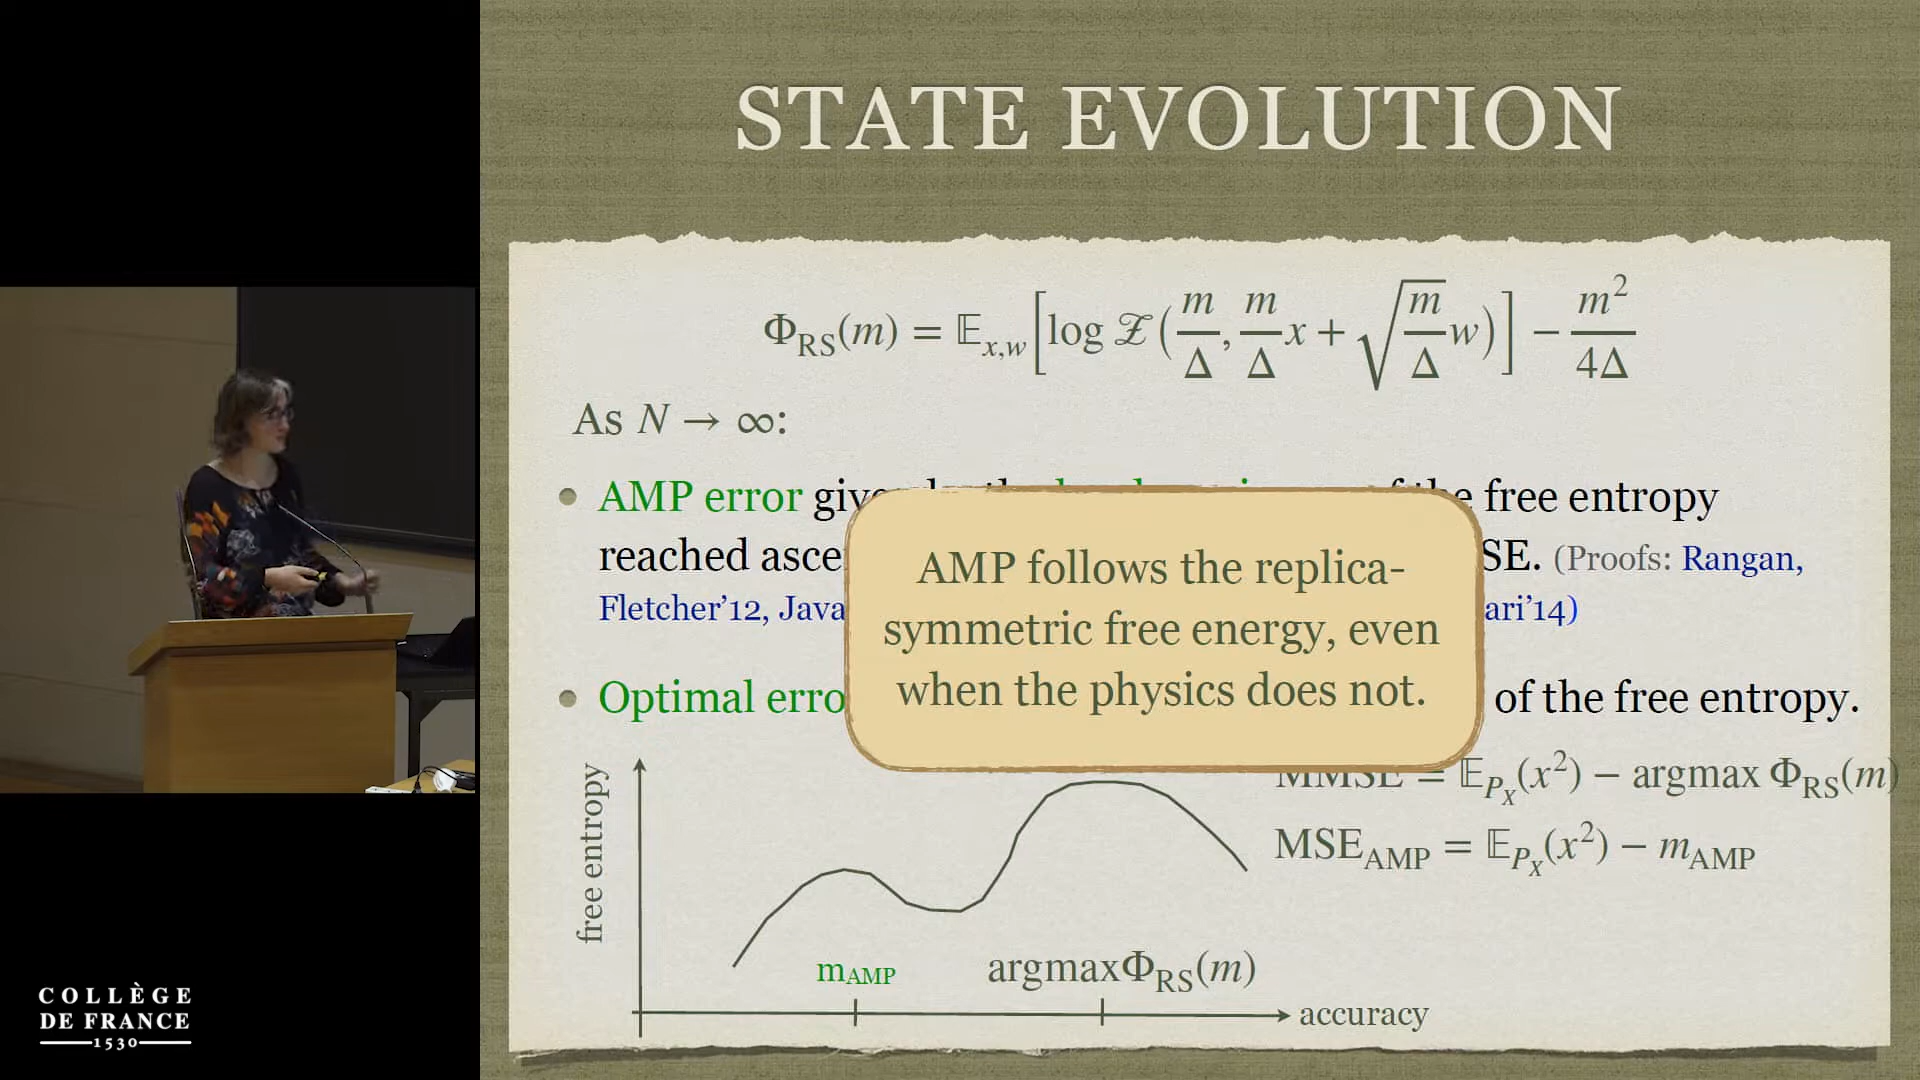 STATE EVOLUTION
Φ_RS(m) = 𝔼_{x,w}[log 𝒵(m/Δ, m/Δ x + √(m/Δ) w)] − m²/4Δ
As N → ∞:
AMP error of the free entropy
reached SE. (Proofs: Rangan,
Fletcher’12, ari’14)
Optimal of the free entropy.
AMP follows the replica-
symmetric free energy, even
when the physics does not.
MMSE = 𝔼_{P_X}(x²) − argmax Φ_RS(m)
MSE_AMP = 𝔼_{P_X}(x²) − m_AMP
free entropy
m_AMP
argmaxΦ_RS(m)
accuracy
COLLÈGE
DE FRANCE
1530